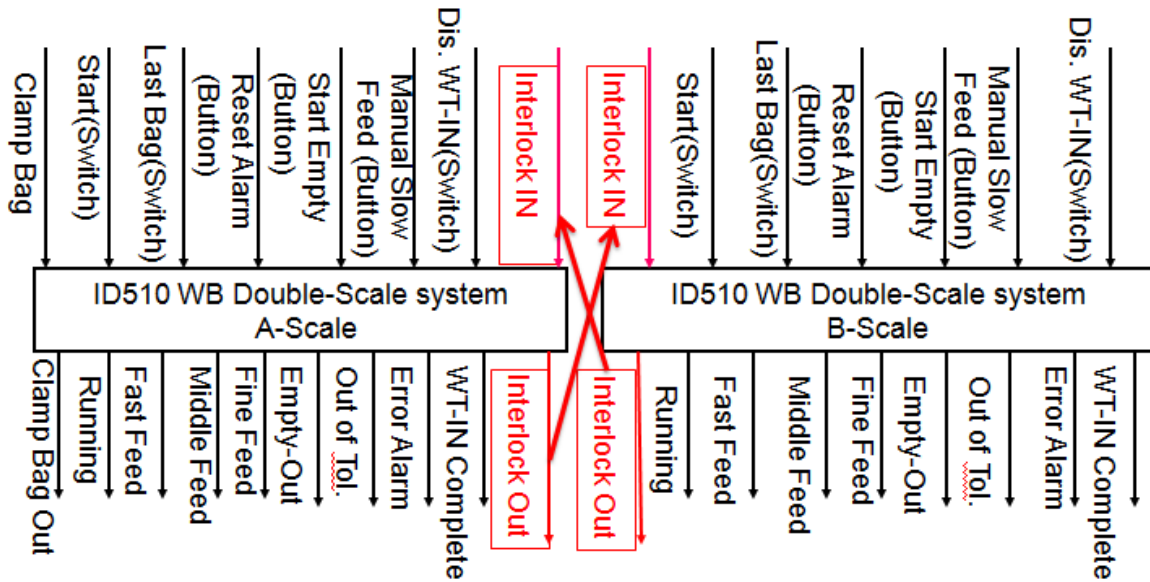 Clamp Bag
Start(Switch)
Last Bag(Switch)
Reset Alarm
(Button)
Start Empty
(Button)
Manual Slow
Feed (Button)
Dis. WT-IN(Switch)
Interlock IN
Interlock IN
Start(Switch)
Last Bag(Switch)
Reset Alarm
(Button)
Start Empty
(Button)
Manual Slow
Feed (Button)
Dis. WT-IN(Switch)
ID510 WB Double-Scale system
A-Scale
ID510 WB Double-Scale system
B-Scale
Clamp Bag Out
Running
Fast Feed
Middle Feed
Fine Feed
Empty-Out
Out of Tol.
Error Alarm
WT-IN Complete
Interlock Out
Interlock Out
Running
Fast Feed
Middle Feed
Fine Feed
Empty-Out
Out of Tol.
Error Alarm
WT-IN Complete